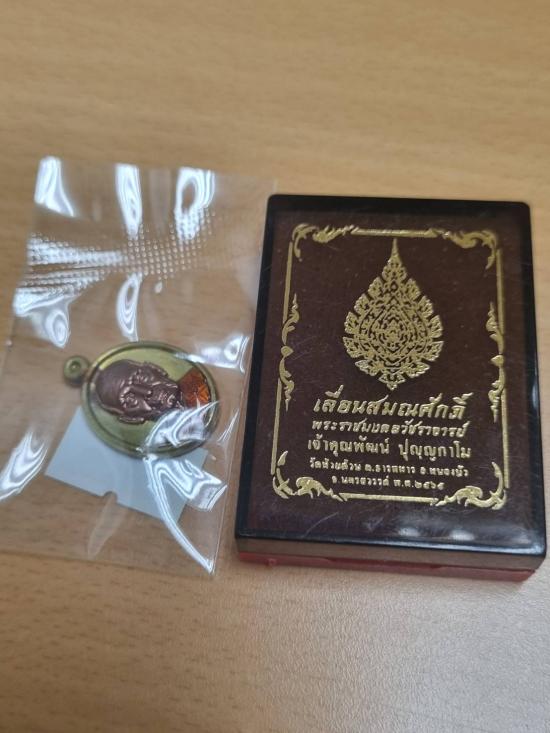 เลื่อนสมณศักดิ์
พระราชมงคลวัชราจารย์
เจ้าคุณพัฒน์ ปุญฺญกาโม
วัดห้วยด้วน ต.ธารทหาร อ.หนองบัว
จ.นครสวรรค์ พ.ศ.๒๕๖๕